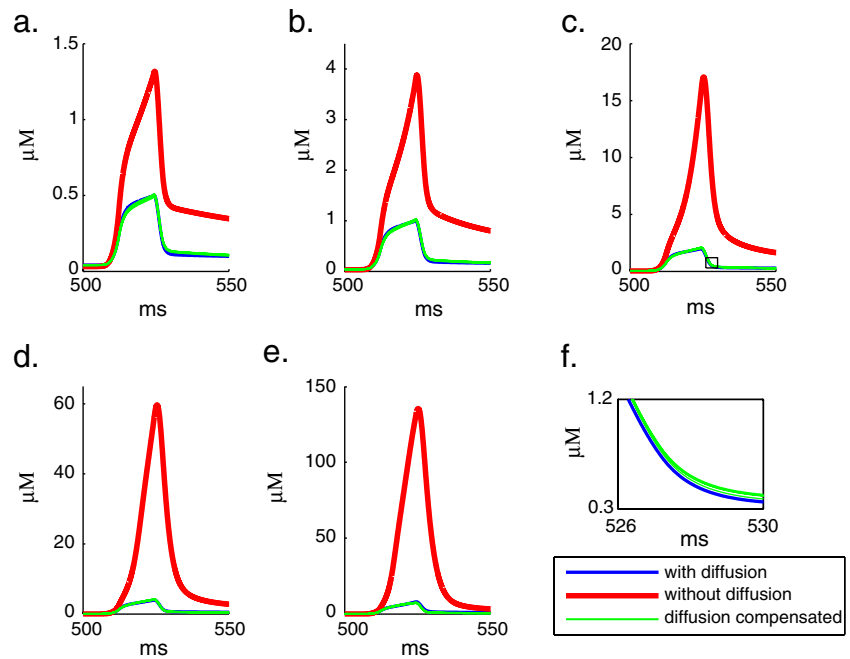 a.
1.5
1
0.5
0
μM
500
550
ms
b.
4
3
2
1
0
μM
500
550
ms
c.
20
15
10
5
0
μM
500
550
ms
d.
60
40
20
0
μM
500
550
ms
e.
150
100
50
0
μM
500
550
ms
f.
1.2
0.3
μM
526
530
ms
with diffusion
without diffusion
diffusion compensated